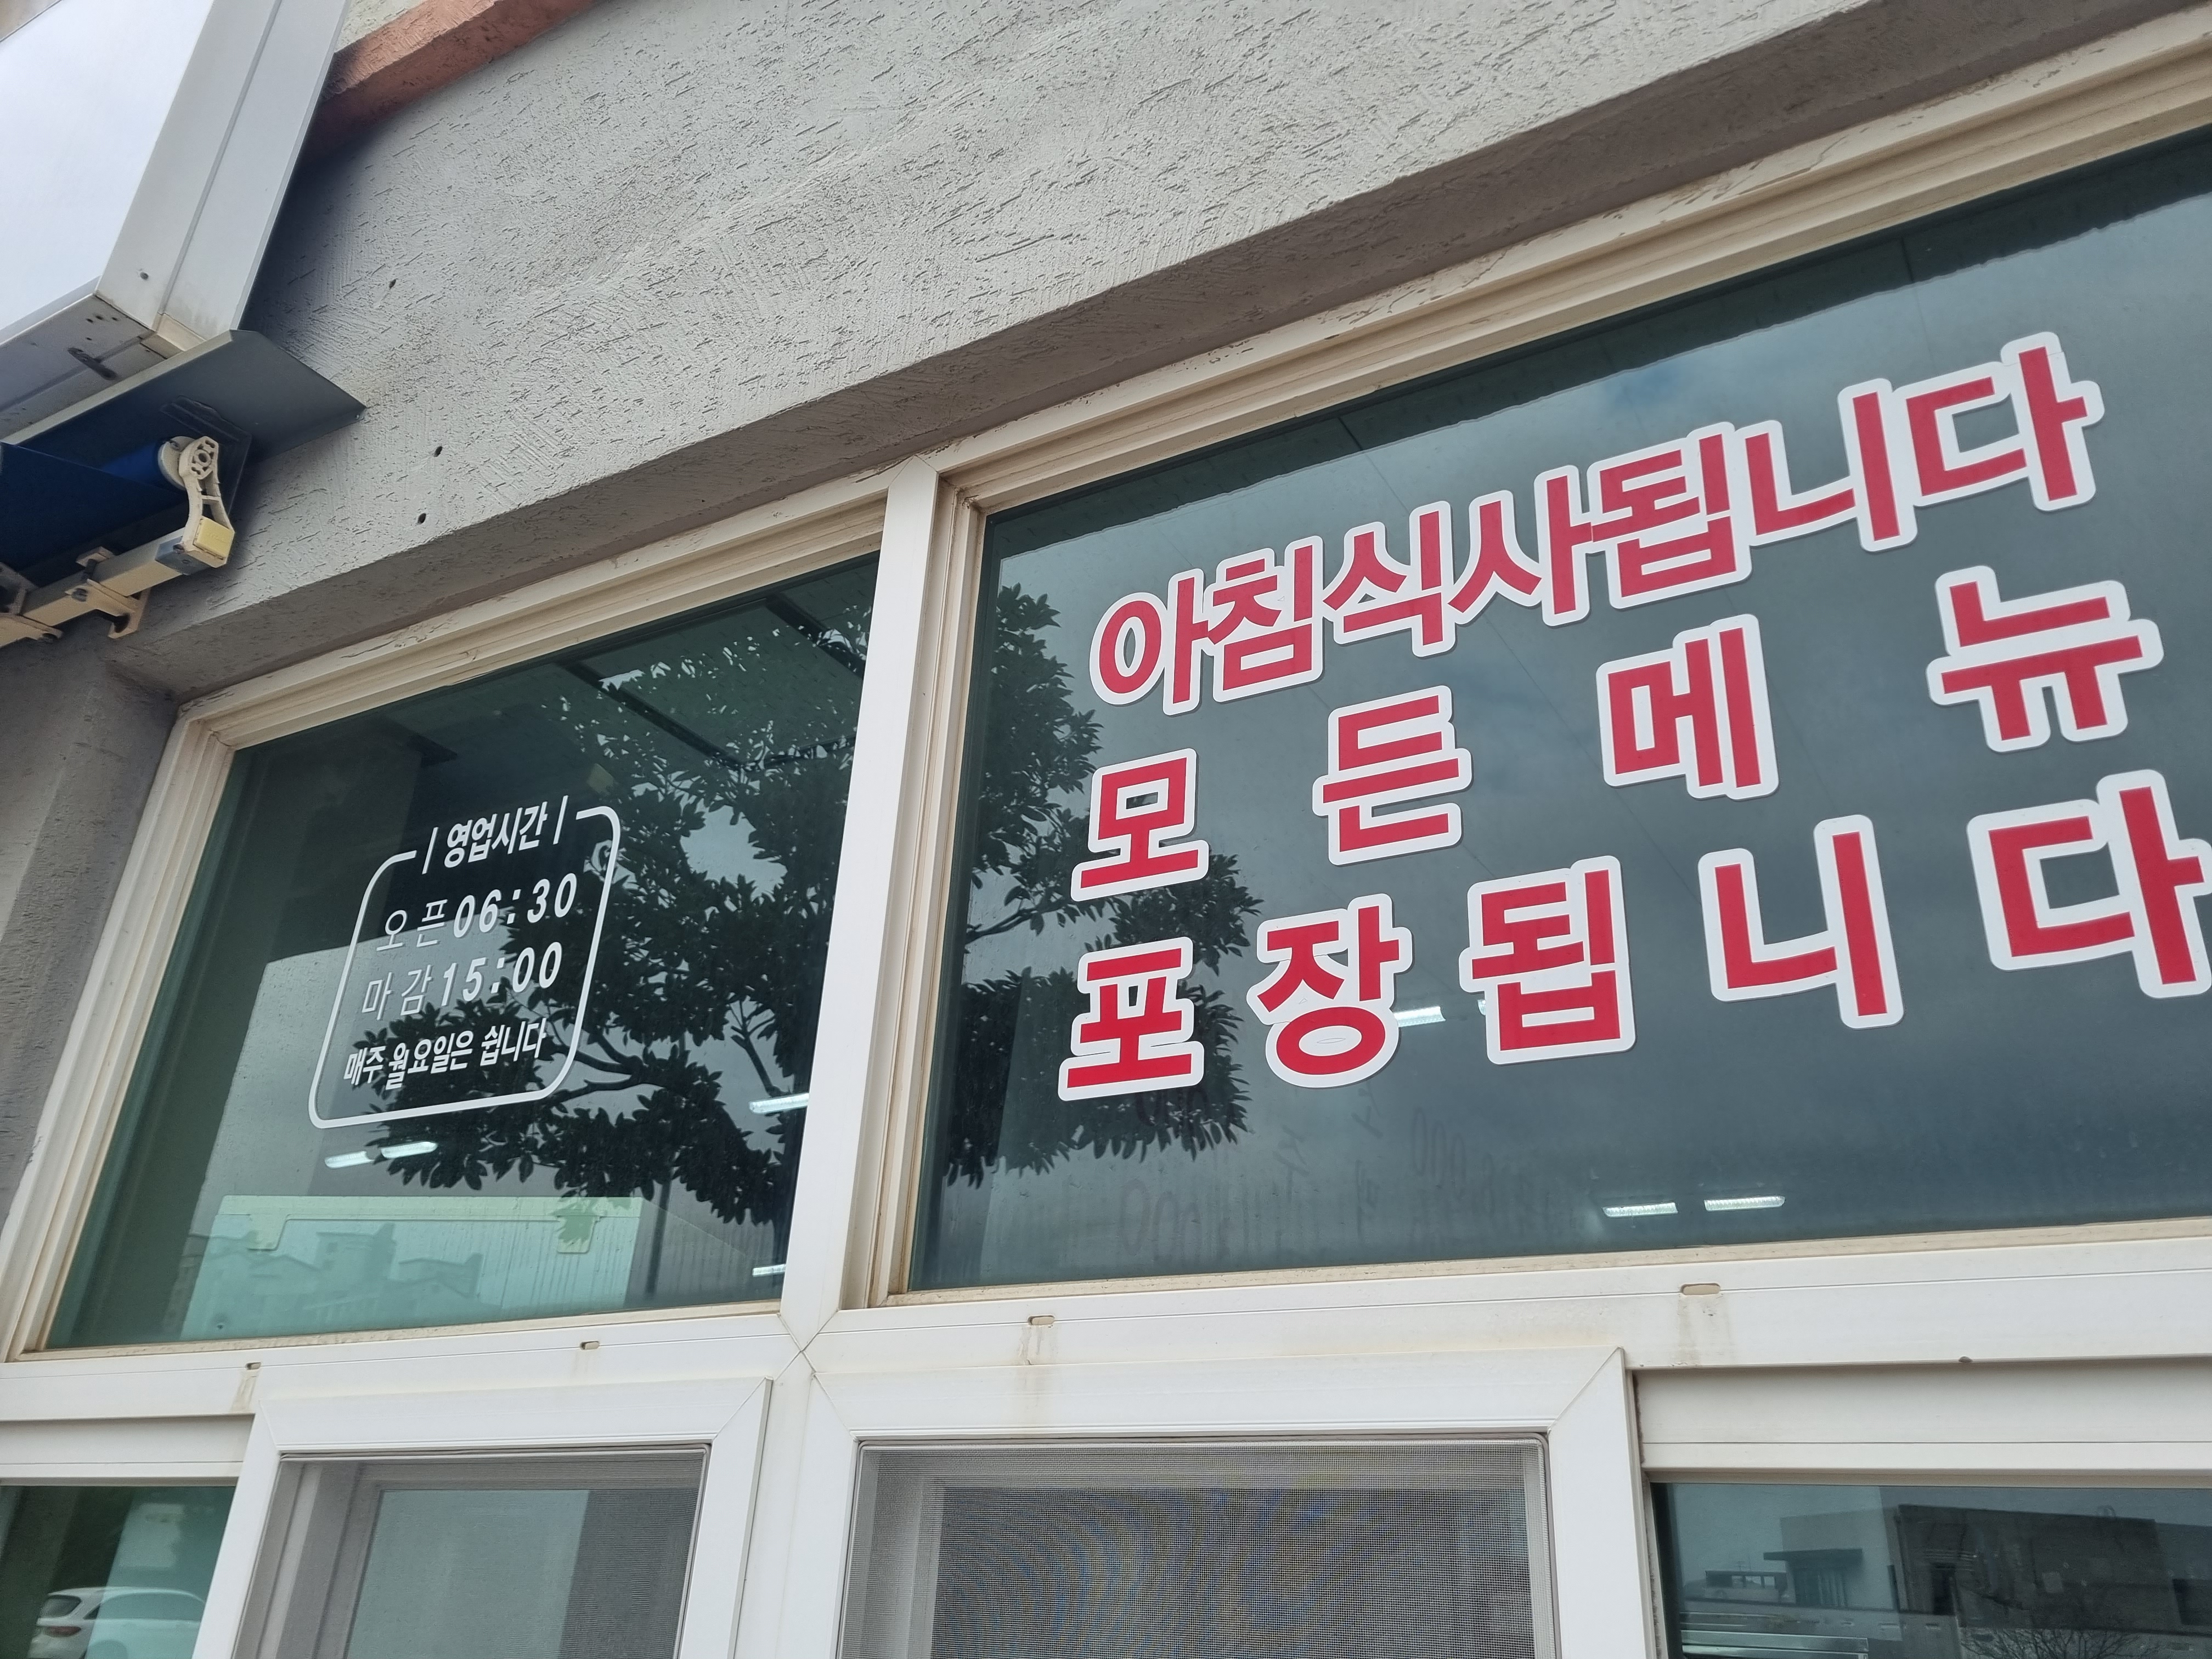 영업시간
오픈 06:30
마감 15:00
매주 월요일은 쉽니다
아침식사됩니다
모든메뉴
포장됩니다